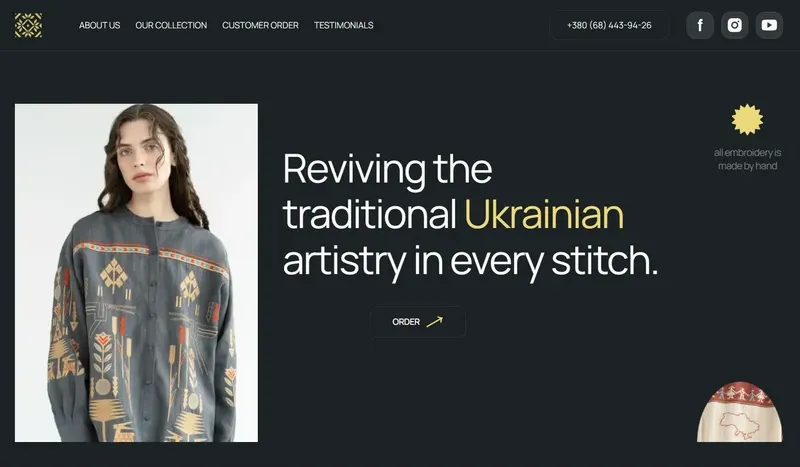 ABOUT US
OUR COLLECTION
CUSTOMER ORDER
TESTIMONIALS
+380 (68) 443-94-26
all embroidery is
made by hand
Reviving the
traditional Ukrainian
artistry in every stitch.
ORDER